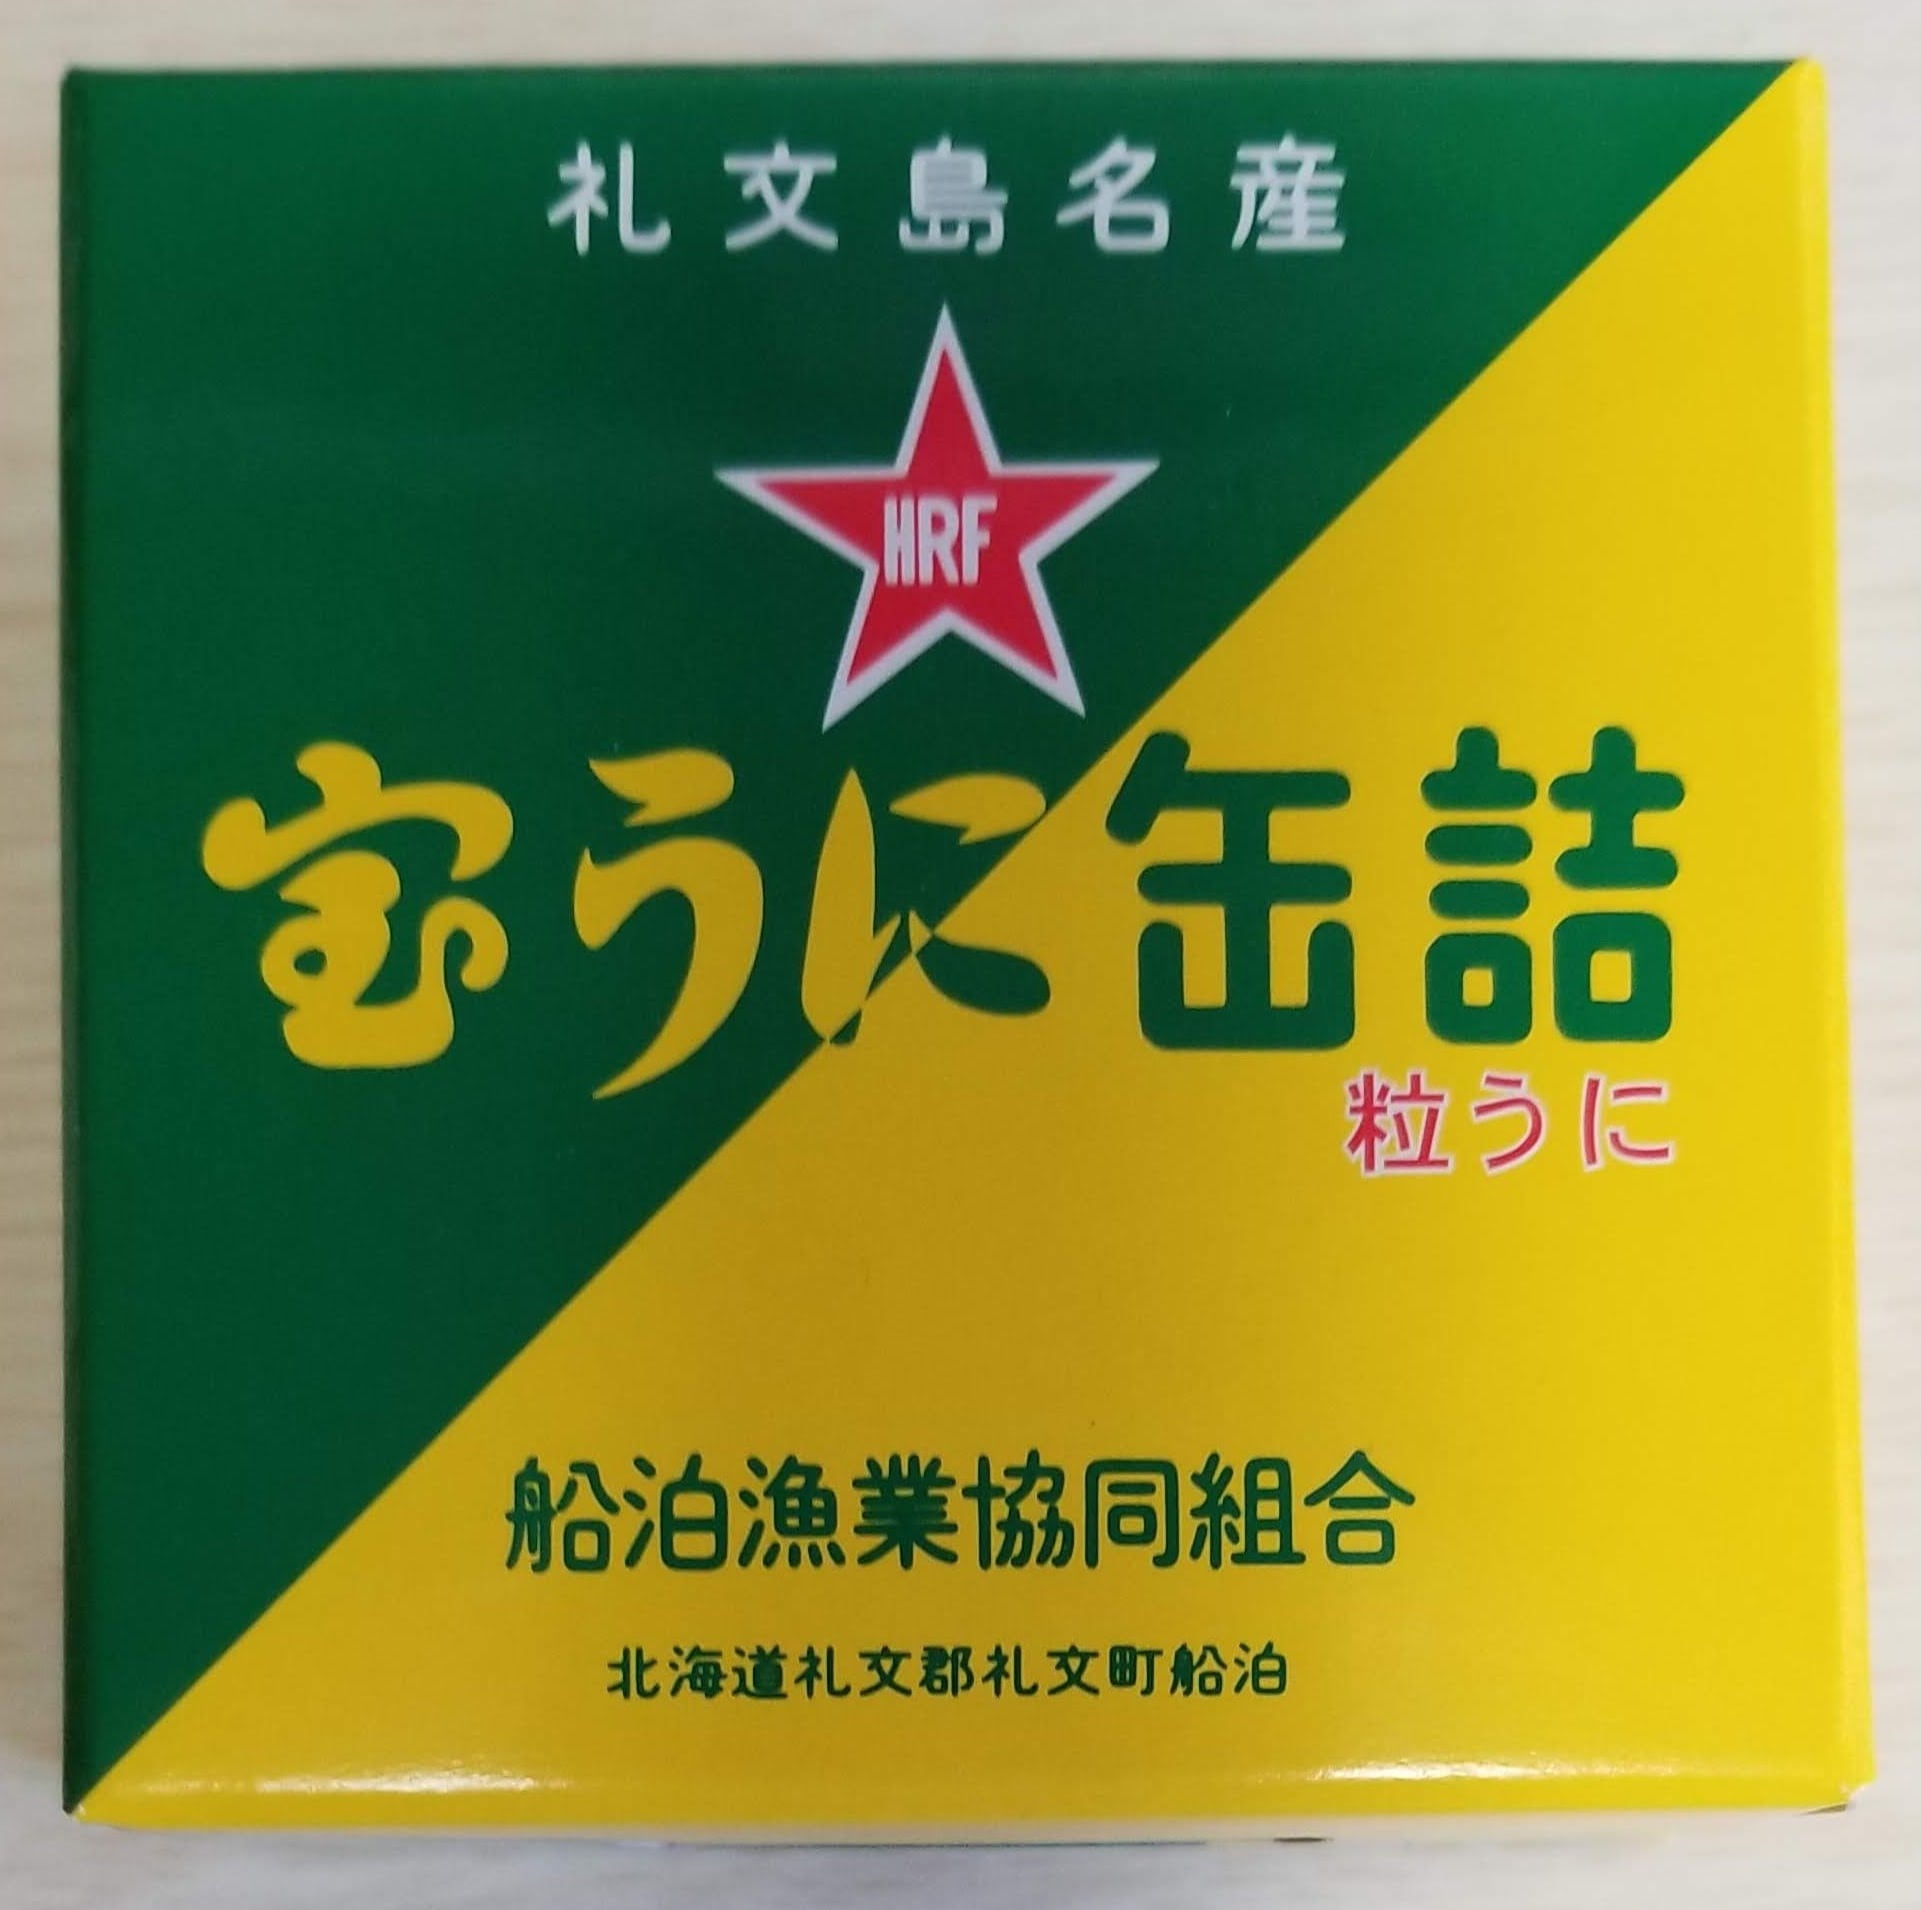 札文島名産
HRF
宝うに缶詰
粒うに
船泊漁業協同組合
北海道礼文郡礼文町船泊